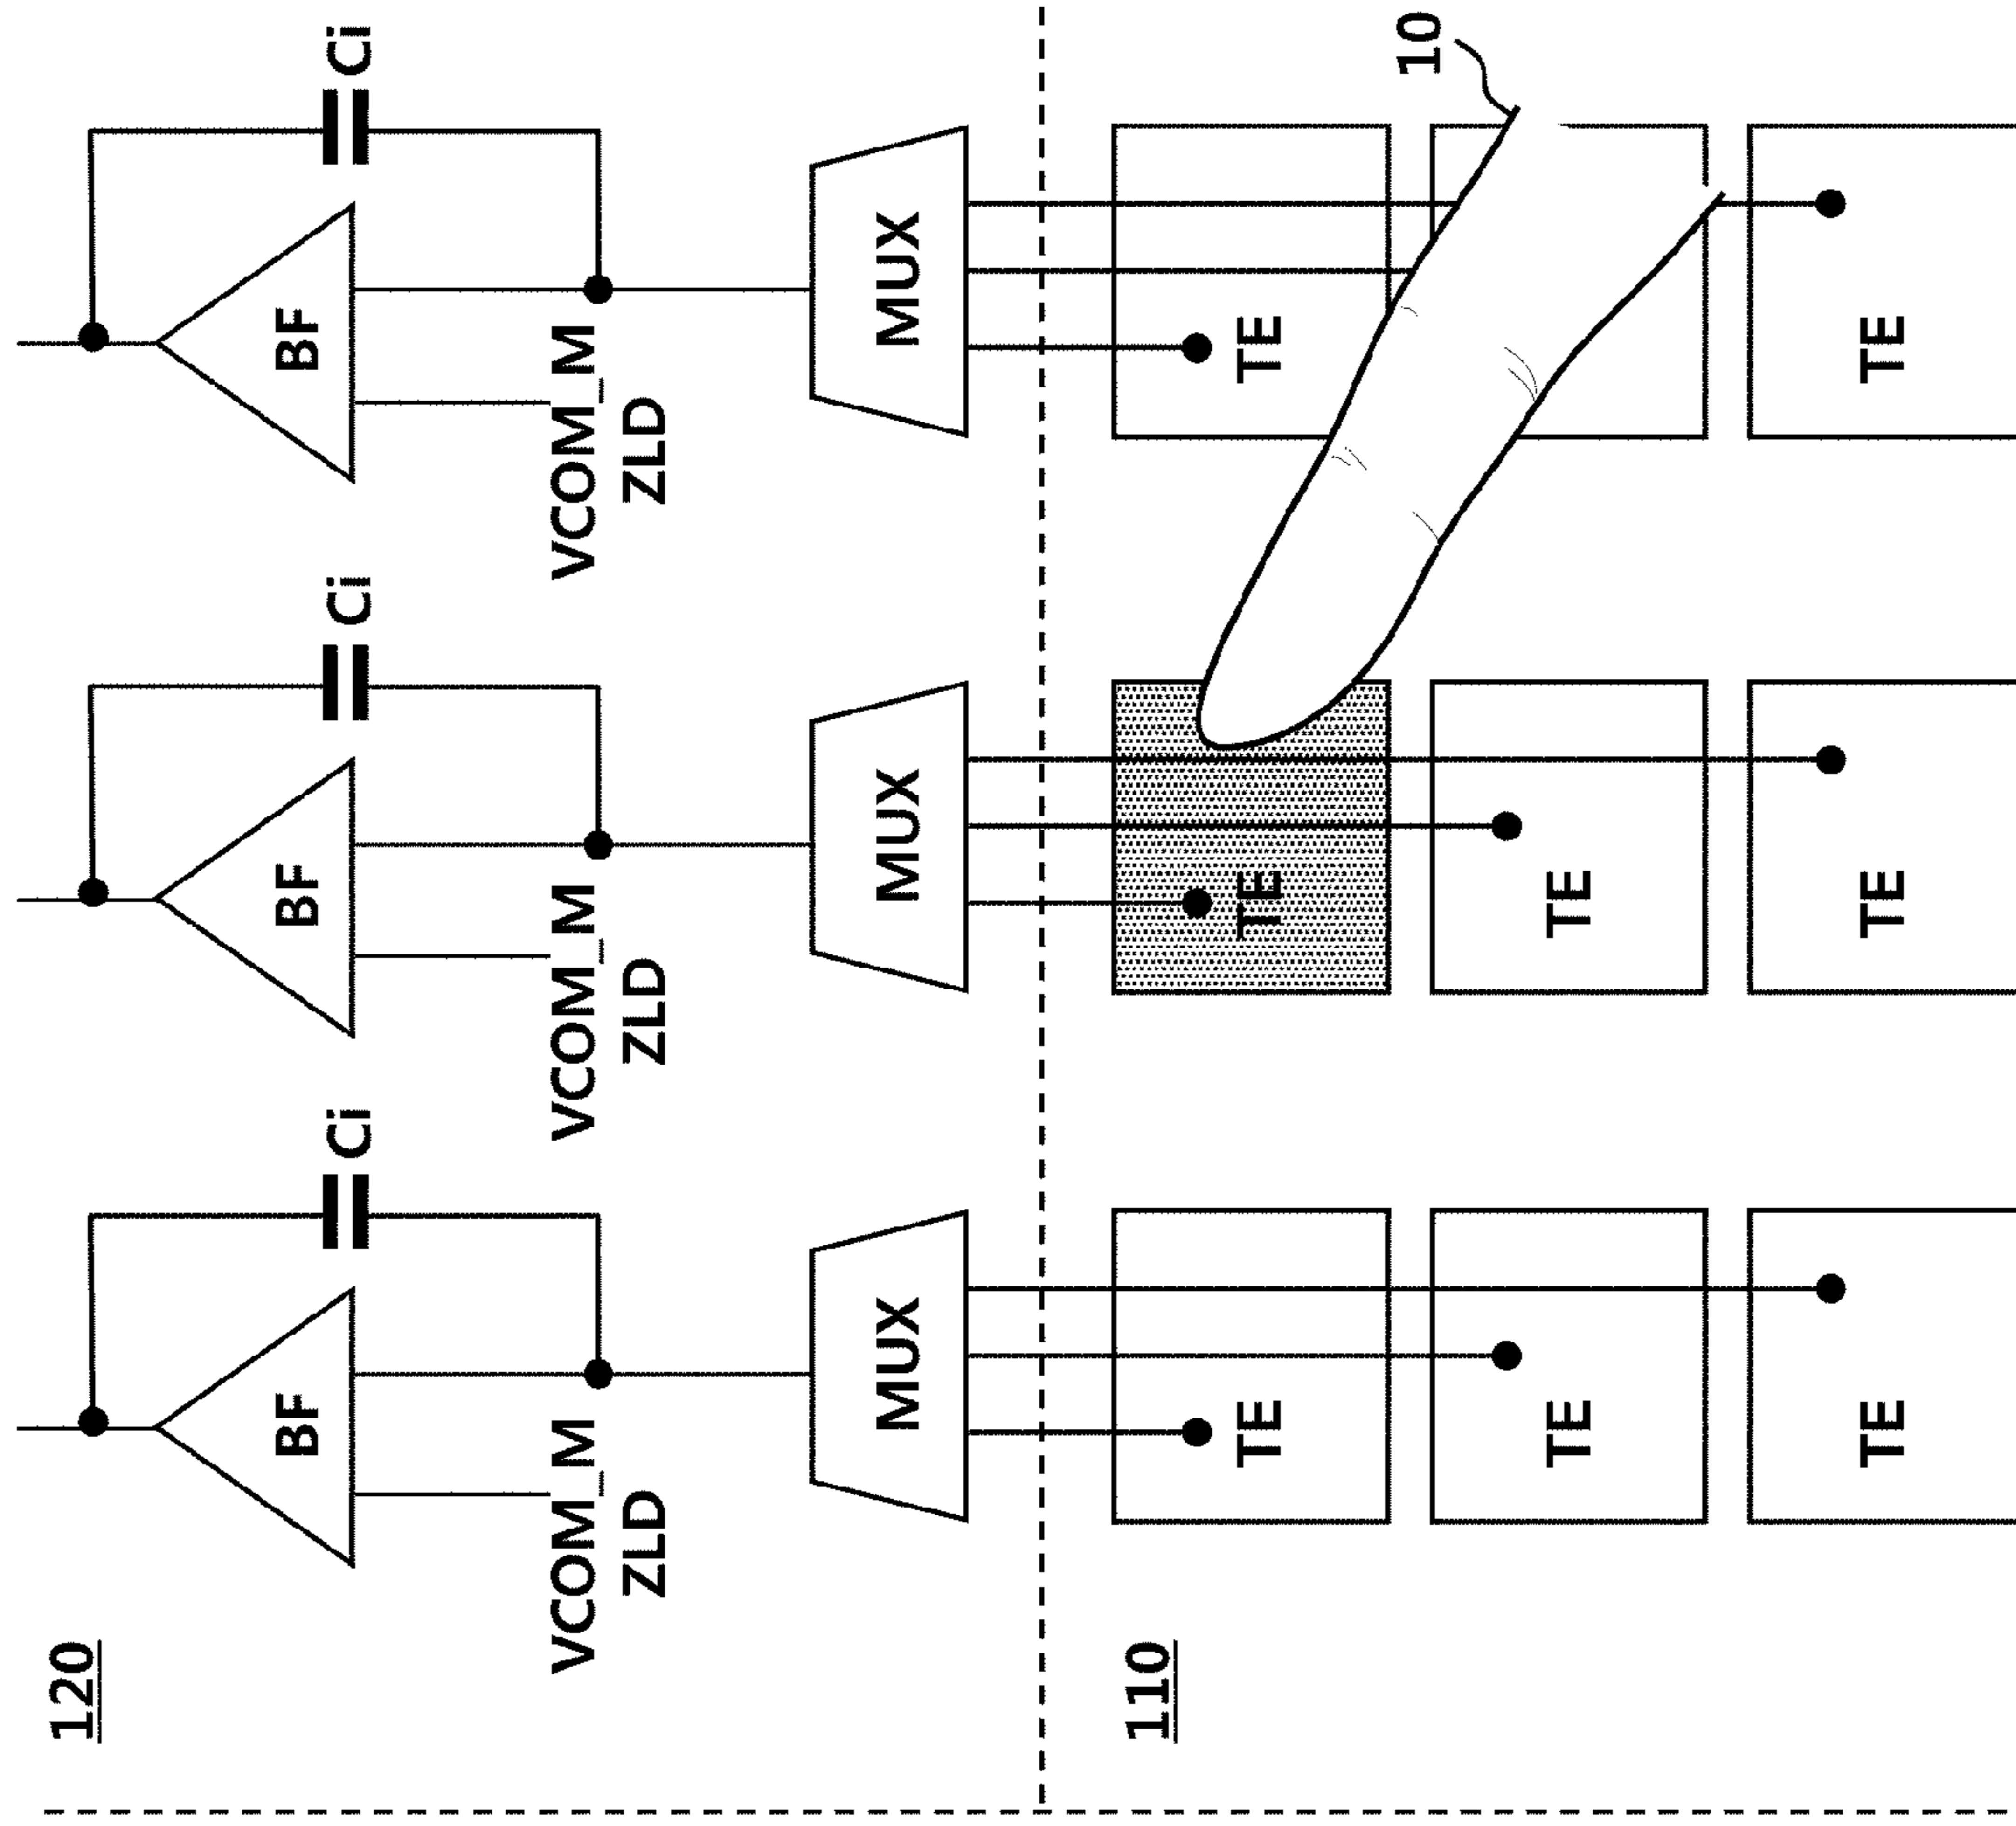 120
BF
BF
BF
Ci
Ci
Ci
VCOM_M
ZLD
VCOM_M
ZLD
VCOM_M
ZLD
MUX
MUX
MUX
110
TE
TE
TE
10
TE
TE
TE
TE
TE